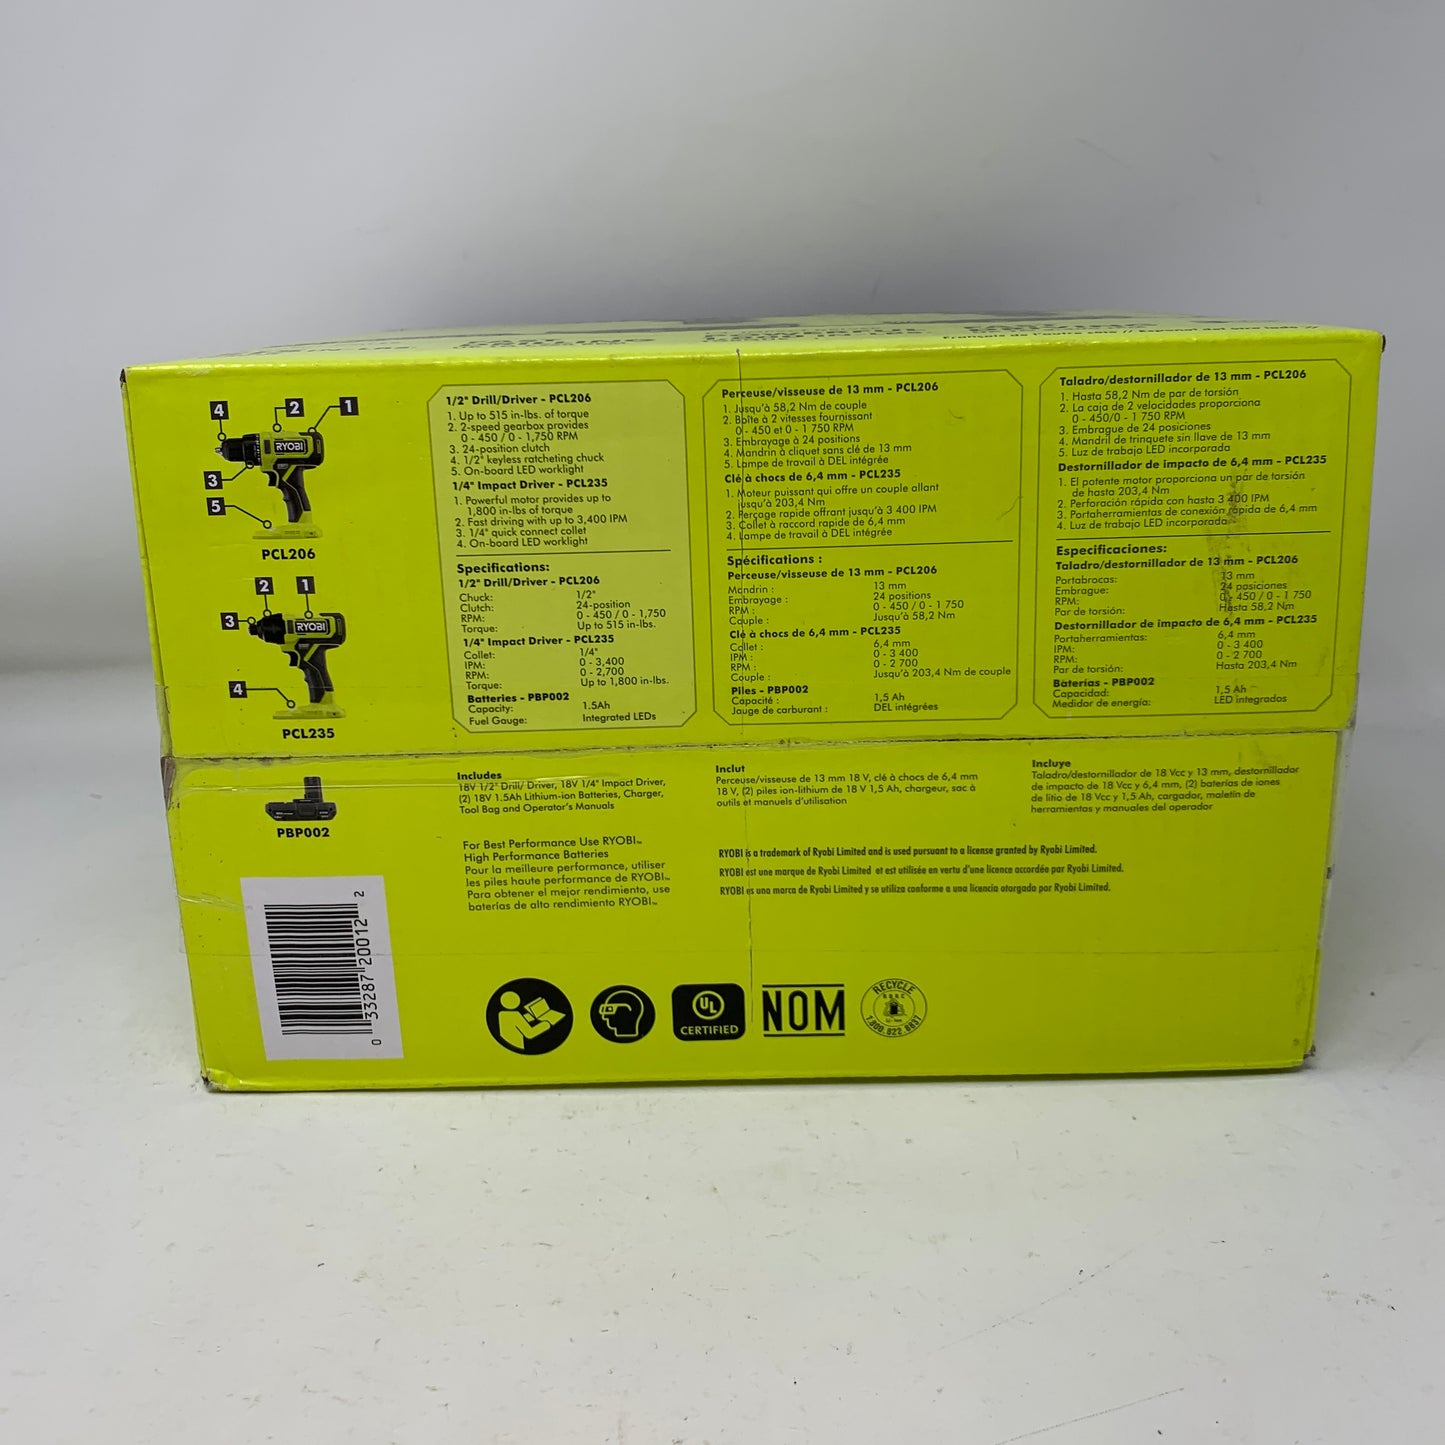 Français de l'autre côté // Español del otro lado //
4
2
1
RYOBI
3
5
PCL206
2
1
3
RYOBI
4
PCL235
1/2" Drill/Driver - PCL206
1. Up to 515 in-lbs. of torque
2. 2-speed gearbox provides
0 - 450 / 0 - 1,750 RPM
3. 24-position clutch
4. 1/2" keyless ratcheting chuck
5. On-board LED worklight
1/4" Impact Driver - PCL235
1. Powerful motor provides up to
1,800 in-lbs of torque
2. Fast driving with up to 3,400 IPM
3. 1/4" quick connect collet
4. On-board LED worklight
Specifications:
1/2" Drill/Driver - PCL206
Chuck: 1/2"
Clutch: 24-position
RPM: 0 - 450 / 0 - 1,750
Torque: Up to 515 in-lbs.
1/4" Impact Driver - PCL235
Collet: 1/4"
IPM: 0 - 3,400
RPM: 0 - 2,700
Torque: Up to 1,800 in-lbs.
Batteries - PBP002
Capacity: 1.5Ah
Fuel Gauge: Integrated LEDs
Perceuse/visseuse de 13 mm - PCL206
1. Jusqu'à 58,2 Nm de couple
2. Boîte à 2 vitesses fournissant
0 - 450 et 0 - 1 750 RPM
3. Embrayage à 24 positions
4. Mandrin à cliquet sans clé de 13 mm
5. Lampe de travail à DEL intégrée
Clé à chocs de 6,4 mm - PCL235
1. Moteur puissant qui offre un couple allant
jusqu'à 203,4 Nm
2. Perçage rapide offrant jusqu'à 3 400 IPM
3. Collet à raccord rapide de 6,4 mm
4. Lampe de travail à DEL intégrée
Spécifications :
Perceuse/visseuse de 13 mm - PCL206
Mandrin : 13 mm
Embrayage : 24 positions
RPM : 0 - 450 / 0 - 1 750
Couple : Jusqu'à 58,2 Nm
Clé à chocs de 6,4 mm - PCL235
Collet : 6,4 mm
IPM : 0 - 3 400
RPM : 0 - 2 700
Couple : Jusqu'à 203,4 Nm de couple
Piles - PBP002
Capacité : 1,5 Ah
Jauge de carburant : DEL intégrées
Taladro/destornillador de 13 mm - PCL206
1. Hasta 58,2 Nm de par de torsión
2. La caja de 2 velocidades proporciona
0 - 450/0 - 1 750 RPM
3. Embrague de 24 posiciones
4. Mandril de trinquete sin llave de 13 mm
5. Luz de trabajo LED incorporada
Destornillador de impacto de 6,4 mm - PCL235
1. El potente motor proporciona un par de torsión
de hasta 203,4 Nm
2. Perforación rápida con hasta 3 400 IPM
3. Portaherramientas de conexión rápida de 6,4 mm
4. Luz de trabajo LED incorporada
Especificaciones:
Taladro/destornillador de 13 mm - PCL206
Portabrocas: 13 mm
Embrague: 24 posiciones
RPM: 0 - 450 / 0 - 1 750
Par de torsión: Hasta 58,2 Nm
Destornillador de impacto de 6,4 mm - PCL235
Portaherramientas: 6,4 mm
IPM: 0 - 3 400
RPM: 0 - 2 700
Par de torsión: Hasta 203,4 Nm
Baterías - PBP002
Capacidad: 1,5 Ah
Medidor de energía: LED integrados
PBP002
Includes
18V 1/2" Drill/ Driver, 18V 1/4" Impact Driver,
(2) 18V 1.5Ah Lithium-ion Batteries, Charger,
Tool Bag and Operator's Manuals
Inclut
Perceuse/visseuse de 13 mm 18 V, clé à chocs de 6,4 mm
18 V, (2) piles ion-lithium de 18 V 1,5 Ah, chargeur, sac à
outils et manuels d'utilisation
Incluye
Taladro/destornillador de 18 Vcc y 13 mm, destornillador
de impacto de 18 Vcc y 6,4 mm, (2) baterías de iones
de litio de 18 Vcc y 1,5 Ah, cargador, maletín de
herramientas y manuales del operador
For Best Performance Use RYOBI™
High Performance Batteries
Pour la meilleure performance, utiliser
les piles haute performance de RYOBI™
Para obtener el mejor rendimiento, use
baterías de alto rendimiento RYOBI™
RYOBI is a trademark of Ryobi Limited and is used pursuant to a license granted by Ryobi Limited.
RYOBI est une marque de Ryobi Limited et est utilisée en vertu d'une licence accordée par Ryobi Limited.
RYOBI es una marca de Ryobi Limited y se utiliza conforme a una licencia otorgada por Ryobi Limited.
0 33287 20012 2
UL
CERTIFIED
NOM
RECYCLE
RBRC
Li-ion
1.800.822.8837